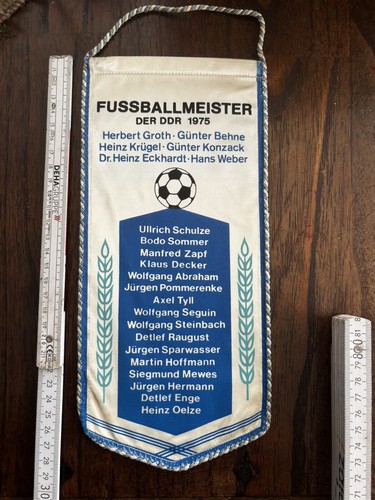 FUSSBALLMEISTER
DER DDR 1975
Herbert Groth · Günter Behne
Heinz Krügel · Günter Konzack
Dr. Heinz Eckhardt · Hans Weber
Ullrich Schulze
Bodo Sommer
Manfred Zapf
Klaus Decker
Wolfgang Abraham
Jürgen Pommerenke
Axel Tyll
Wolfgang Seguin
Wolfgang Steinbach
Detlef Raugust
Jürgen Sparwasser
Martin Hoffmann
Siegmund Mewes
Jürgen Hermann
Detlef Enge
Heinz Oelze